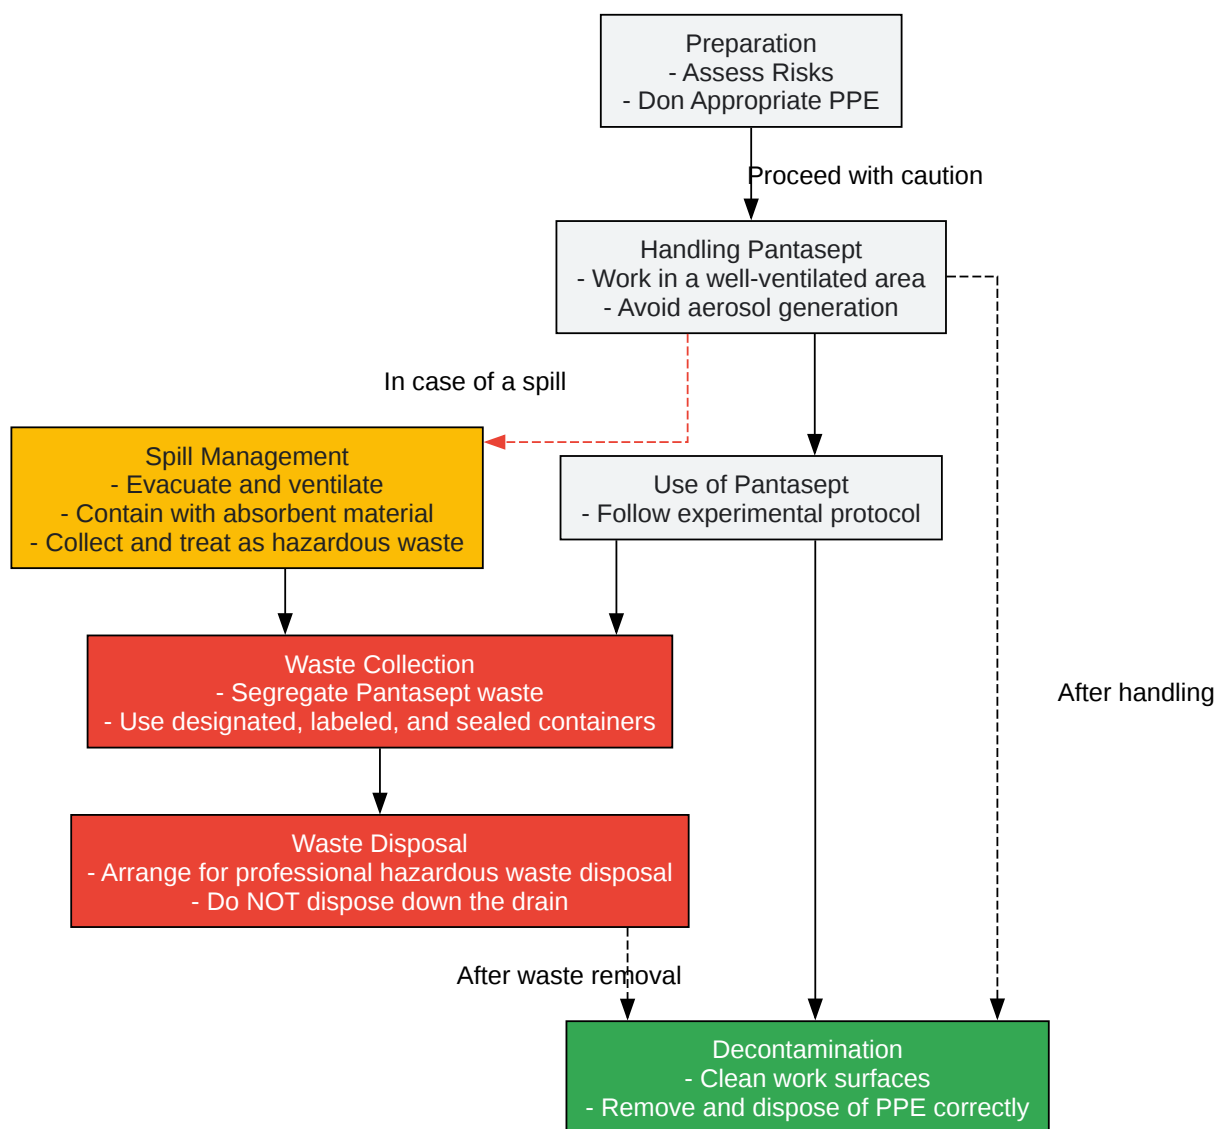 Preparation
- Assess Risks
- Don Appropriate PPE
Proceed with caution
Handling Pantasept
- Work in a well-ventilated area
- Avoid aerosol generation
In case of a spill
Spill Management
- Evacuate and ventilate
- Contain with absorbent material
- Collect and treat as hazardous waste
Use of Pantasept
- Follow experimental protocol
Waste Collection
- Segregate Pantasept waste
- Use designated, labeled, and sealed containers
After handling
Waste Disposal
- Arrange for professional hazardous waste disposal
- Do NOT dispose down the drain
After waste removal
Decontamination
- Clean work surfaces
- Remove and dispose of PPE correctly